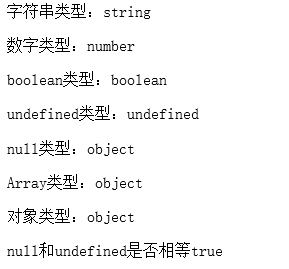 字符串类型：string
数字类型：number
boolean类型：boolean
undefined类型：undefined
null类型：object
Array类型：object
对象类型：object
null和undefined是否相等true